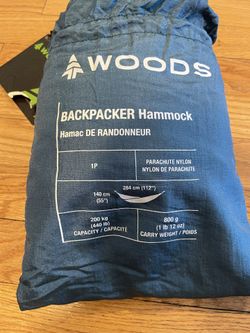 WOODS
BACKPACKER Hammock
Hamac DE RANDONNEUR
1P
PARACHUTE NYLON
NYLON DE PARACHUTE
284 cm (112")
140 cm
(55")
200 kg
(440 lb)
CAPACITY / CAPACITÉ
800 g
(1 lb 12 oz)
CARRY WEIGHT / POIDS